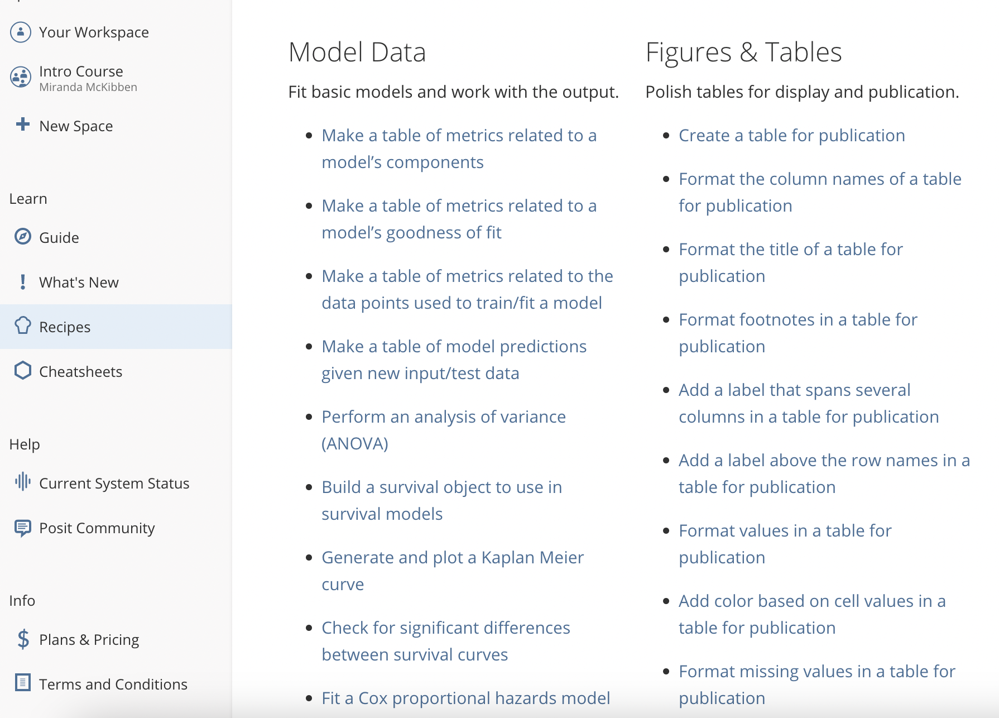 Your Workspace
Intro Course
Miranda McKibben
New Space
Learn
Guide
What's New
Recipes
Cheatsheets
Help
Current System Status
Posit Community
Info
Plans & Pricing
Terms and Conditions
Model Data
Fit basic models and work with the output.
Make a table of metrics related to a
model’s components
Make a table of metrics related to a
model’s goodness of fit
Make a table of metrics related to the
data points used to train/fit a model
Make a table of model predictions
given new input/test data
Perform an analysis of variance
(ANOVA)
Build a survival object to use in
survival models
Generate and plot a Kaplan Meier
curve
Check for significant differences
between survival curves
Fit a Cox proportional hazards model
Figures & Tables
Polish tables for display and publication.
Create a table for publication
Format the column names of a table
for publication
Format the title of a table for
publication
Format footnotes in a table for
publication
Add a label that spans several
columns in a table for publication
Add a label above the row names in a
table for publication
Format values in a table for
publication
Add color based on cell values in a
table for publication
Format missing values in a table for
publication